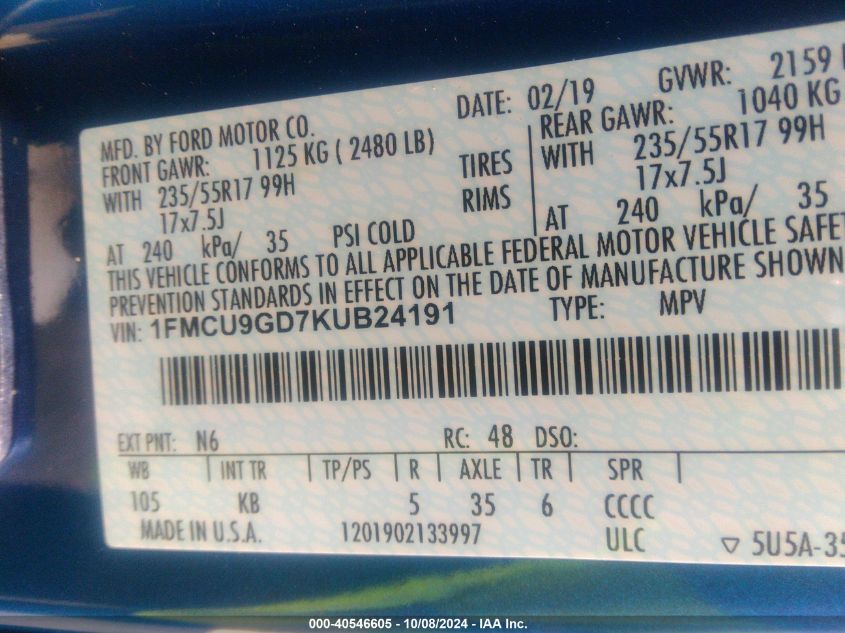 MFD. BY FORD MOTOR CO. DATE: 02/19 GVWR: 2159
FRONT GAWR: 1125 KG ( 2480 LB) REAR GAWR: 1040 KG
WITH 235/55R17 99H TIRES WITH 235/55R17 99H
17x7.5J RIMS 17x7.5J
AT 240 kPa/ 35 PSI COLD AT 240 kPa/ 35
THIS VEHICLE CONFORMS TO ALL APPLICABLE FEDERAL MOTOR VEHICLE SAFET
PREVENTION STANDARDS IN EFFECT ON THE DATE OF MANUFACTURE SHOWN
VIN: 1FMCU9GD7KUB24191 TYPE: MPV
EXT PNT: N6 RC: 48 DSO:
WB INT TR TP/PS R AXLE TR SPR
105 KB 5 35 6 CCCC
MADE IN U.S.A. 1201902133997 ULC ▽ 5U5A-35
000-40546605 - 10/08/2024 - IAA Inc.